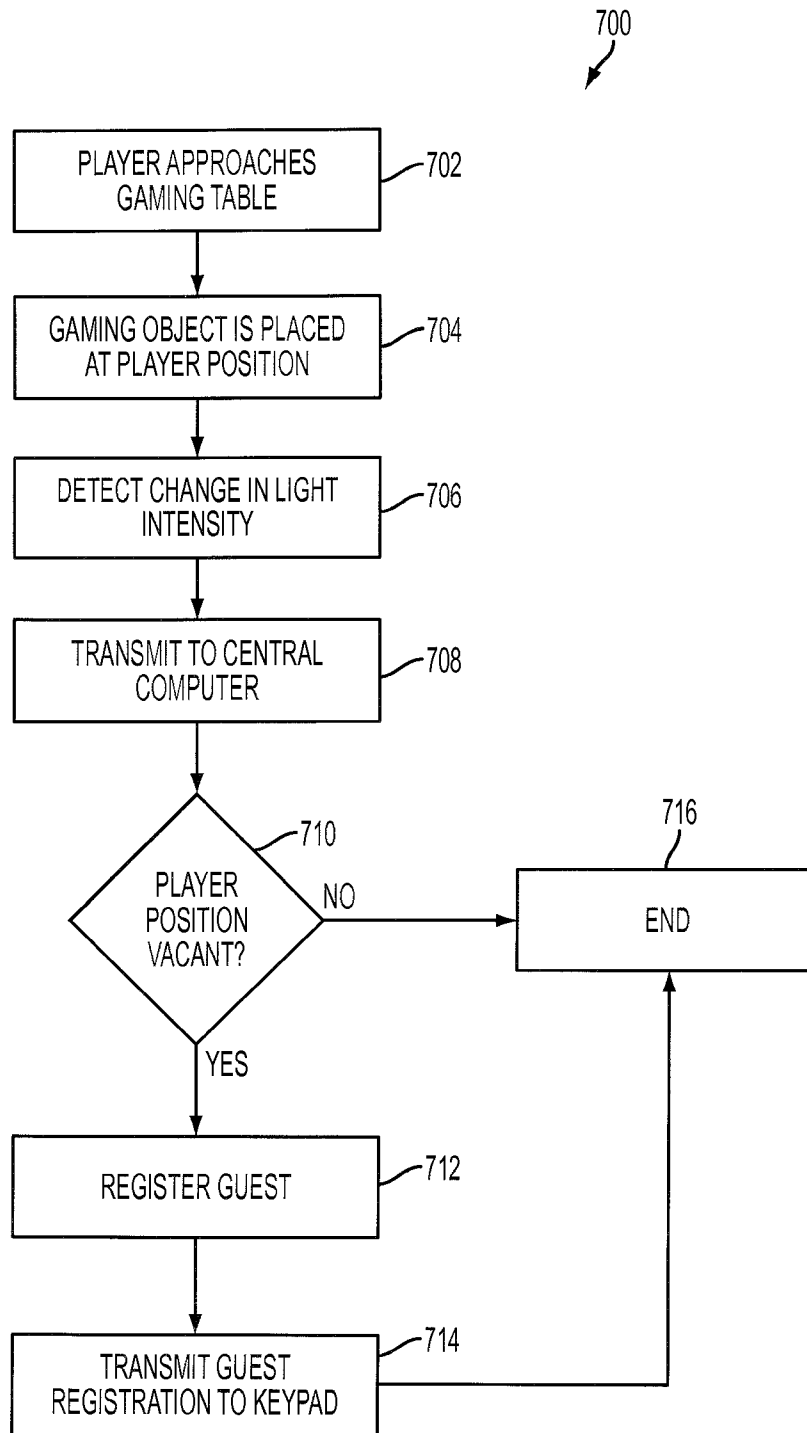 700
PLAYER APPROACHES
GAMING TABLE
702
GAMING OBJECT IS PLACED
AT PLAYER POSITION
704
DETECT CHANGE IN LIGHT
INTENSITY
706
TRANSMIT TO CENTRAL
COMPUTER
708
710
PLAYER
POSITION
VACANT?
NO
716
END
YES
REGISTER GUEST
712
TRANSMIT GUEST
REGISTRATION TO KEYPAD
714